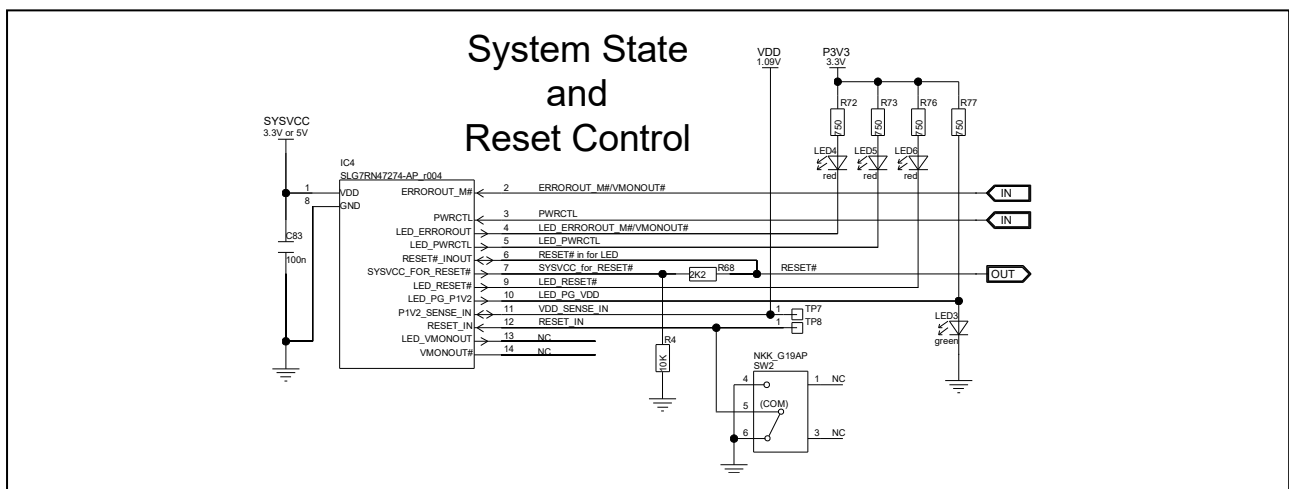 System State
and
Reset Control
VDD
1.09V
P3V3
3.3V
R72
R73
R76
R77
750
750
750
750
SYSVCC
3.3V or 5V
LED4
LED5
LED6
red
red
red
IC4
SLG7RN47274-AP_r004
1
VDD
ERROROUT_M#
2
ERROROUT_M#/VMONOUT#
IN
8
GND
PWRCTL
3
PWRCTL
IN
LED_ERROROUT
4
LED_ERROROUT_M#/VMONOUT#
C83
100n
LED_PWRCTL
5
LED_PWRCTL
RESET#_INOUT
6
RESET# in for LED
SYSVCC_FOR_RESET#
7
SYSVCC_for_RESET#
2K2
R68
RESET#
OUT
LED_RESET#
9
LED_RESET#
LED_PG_P1V2
10
LED_PG_VDD
P1V2_SENSE_IN
11
VDD_SENSE_IN
1
TP7
RESET_IN
12
RESET_IN
1
TP8
LED3
green
LED_VMONOUT
13
NC
VMONOUT#
14
NC
R4
10K
NKK_G19AP
SW2
4
1
NC
5
(COM)
6
3
NC